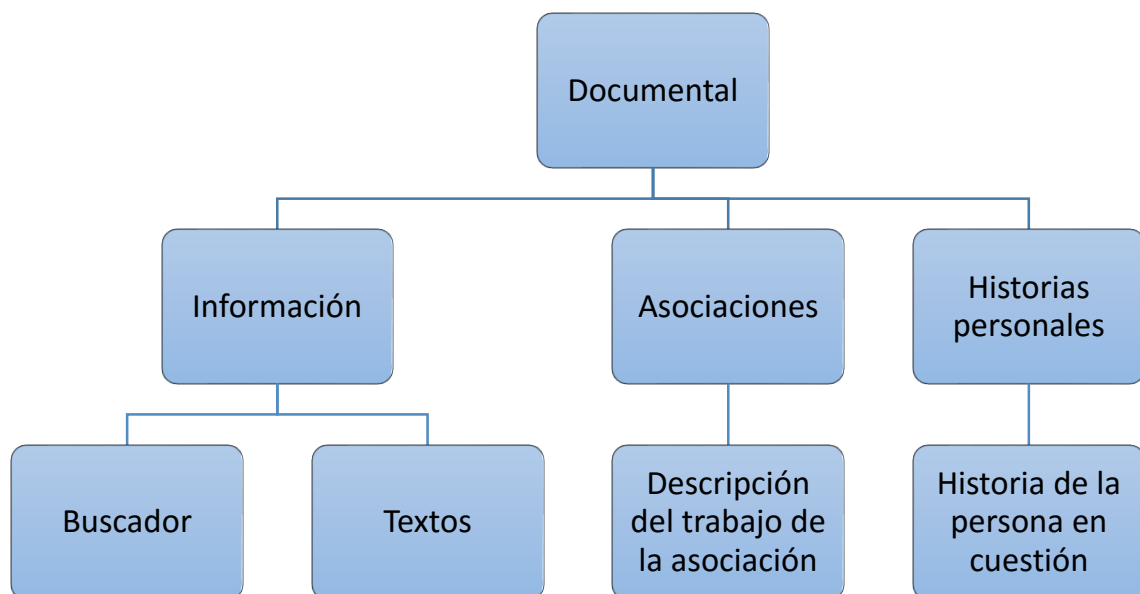 Documental
Información
Asociaciones
Historias
personales
Buscador
Textos
Descripción
del trabajo de
la asociación
Historia de la
persona en
cuestión